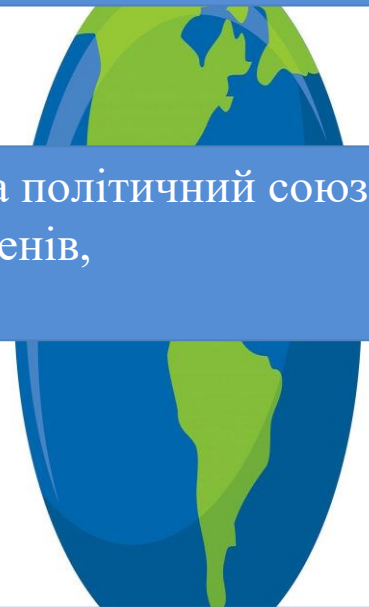 політичний союз
енів,